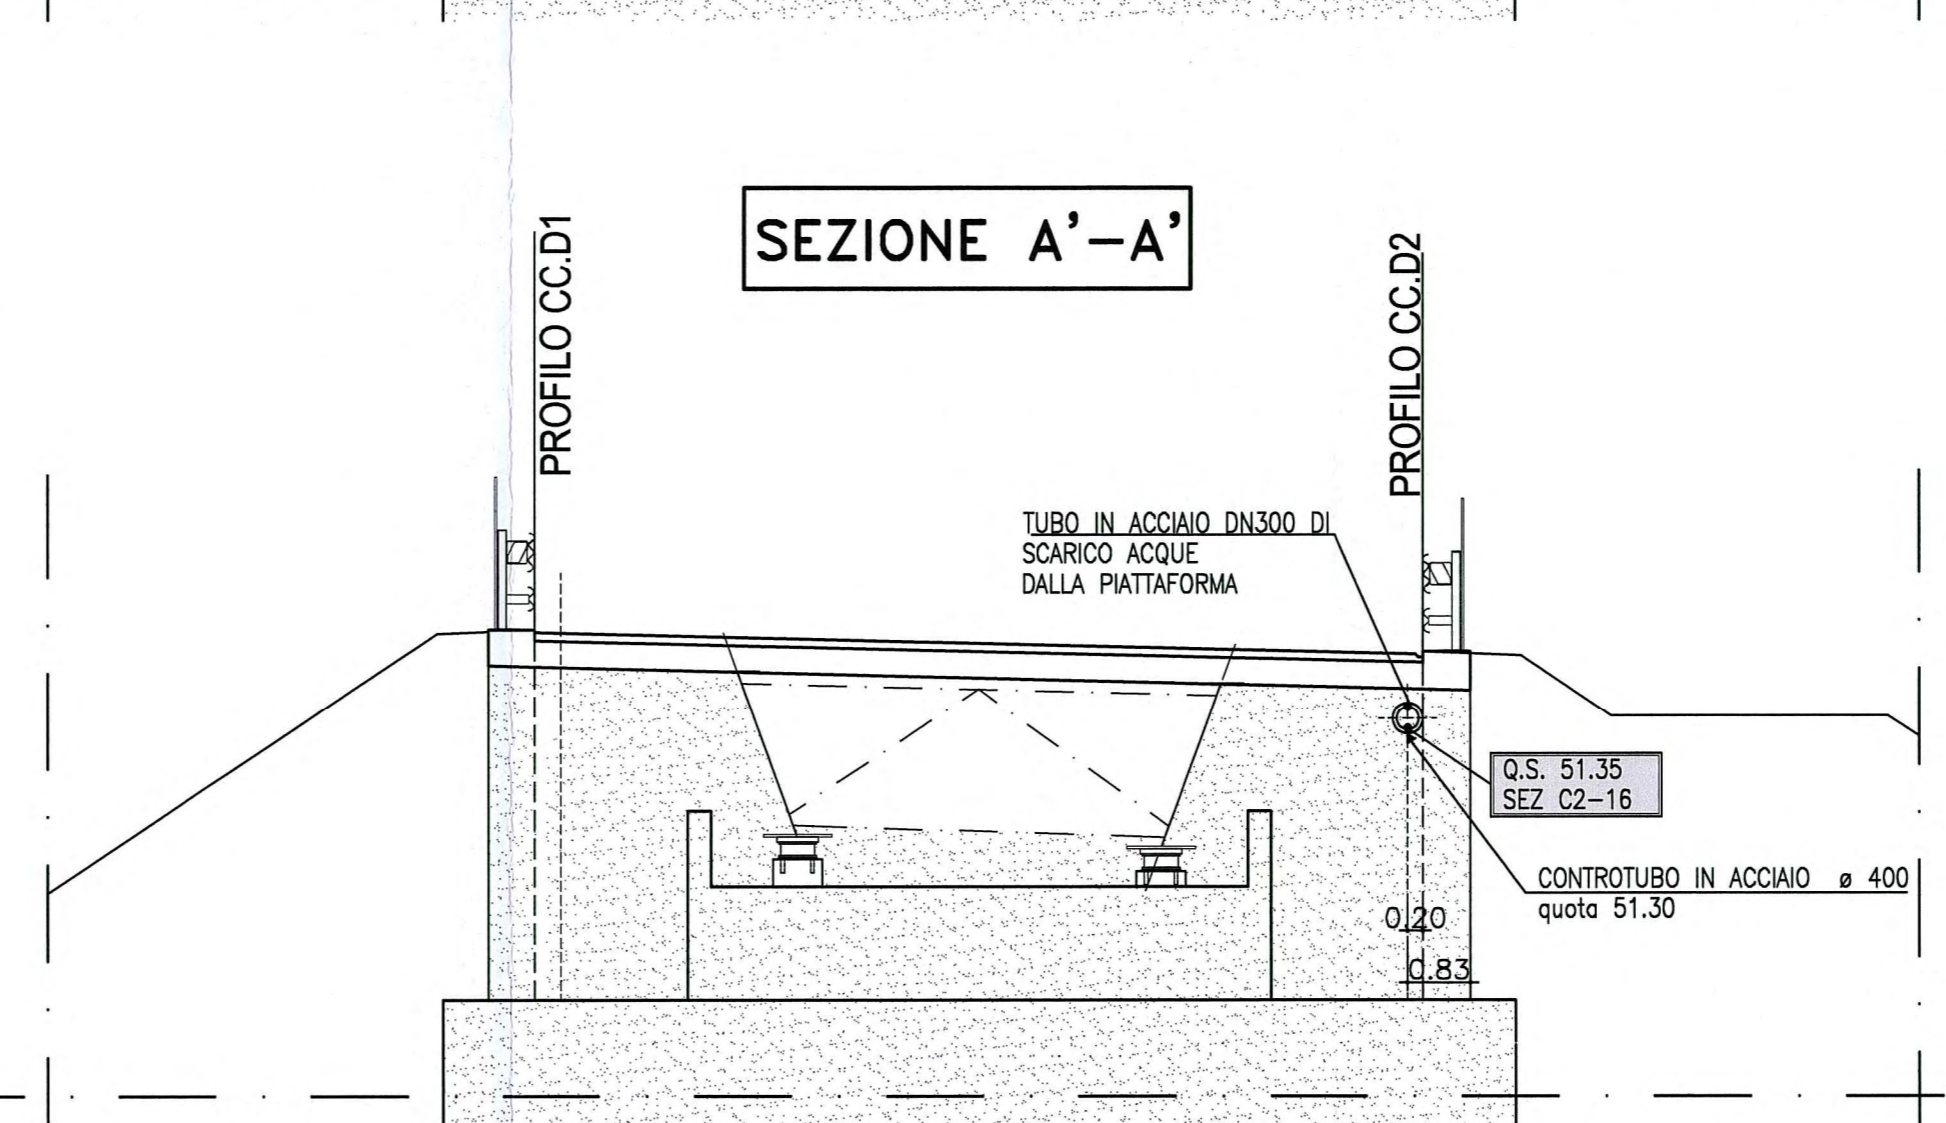 SEZIONE A'-A'
PROFILO CC.D1
PROFILO CC.D2
TUBO IN ACCIAIO DN300 DI
SCARICO ACQUE
DALLA PIATTAFORMA
Q.S. 51.35
SEZ C2-16
CONTROTUBO IN ACCIAIO ø 400
quota 51.30
0.20
0.83